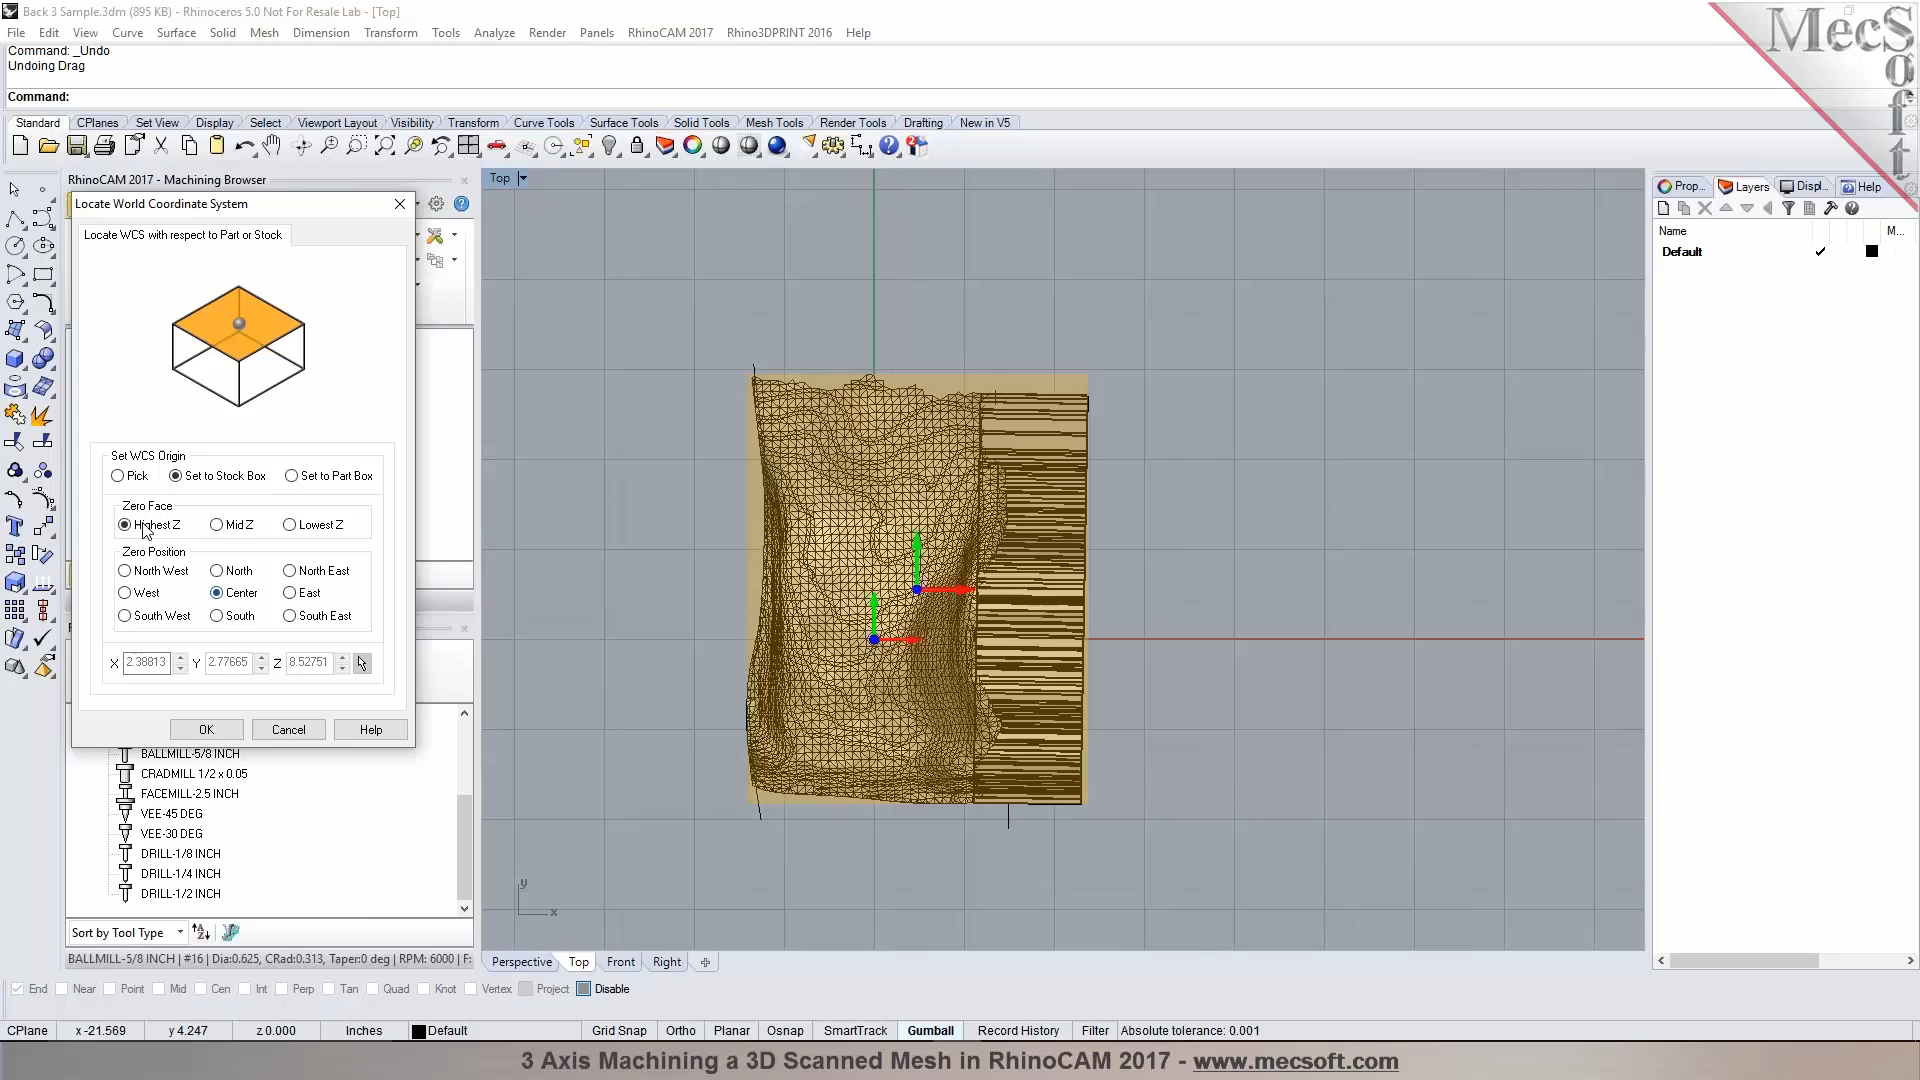 Back 3 Sample.3dm (895 KB) - Rhinoceros 5.0 Not For Resale Lab - [Top]
File Edit View Curve Surface Solid Mesh Dimension Transform Tools Analyze Render Panels RhinoCAM 2017 Rhino3DPRINT 2016 Help
MecSoft
Command: _Undo
Undoing Drag
Command:
Standard CPlanes Set View Display Select Viewport Layout Visibility Transform Curve Tools Surface Tools Solid Tools Mesh Tools Render Tools Drafting New in V5
RhinoCAM 2017 - Machining Browser
Locate World Coordinate System
Locate WCS with respect to Part or Stock
Set WCS Origin
Pick Set to Stock Box Set to Part Box
Zero Face
Highest Z Mid Z Lowest Z
Zero Position
North West North North East
West Center East
South West South South East
X 2.38813 Y 2.77665 Z 8.52751
OK Cancel Help
BALLMILL-5/8 INCH
CRADMILL 1/2 x 0.05
FACEMILL-2.5 INCH
VEE-45 DEG
VEE-30 DEG
DRILL-1/8 INCH
DRILL-1/4 INCH
DRILL-1/2 INCH
Sort by Tool Type
BALLMILL-5/8 INCH | #16 | Dia:0.625, CRad:0.313, Taper:0 deg | RPM: 6000 | F:
Top
y
x
Perspective Top Front Right
Prop... Layers Displ... Help
Name M...
Default
End Near Point Mid Cen Int Perp Tan Quad Knot Vertex Project Disable
CPlane x -21.569 y 4.247 z 0.000 Inches Default Grid Snap Ortho Planar Osnap SmartTrack Gumball Record History Filter Absolute tolerance: 0.001
3 Axis Machining a 3D Scanned Mesh in RhinoCAM 2017 - www.mecsoft.com